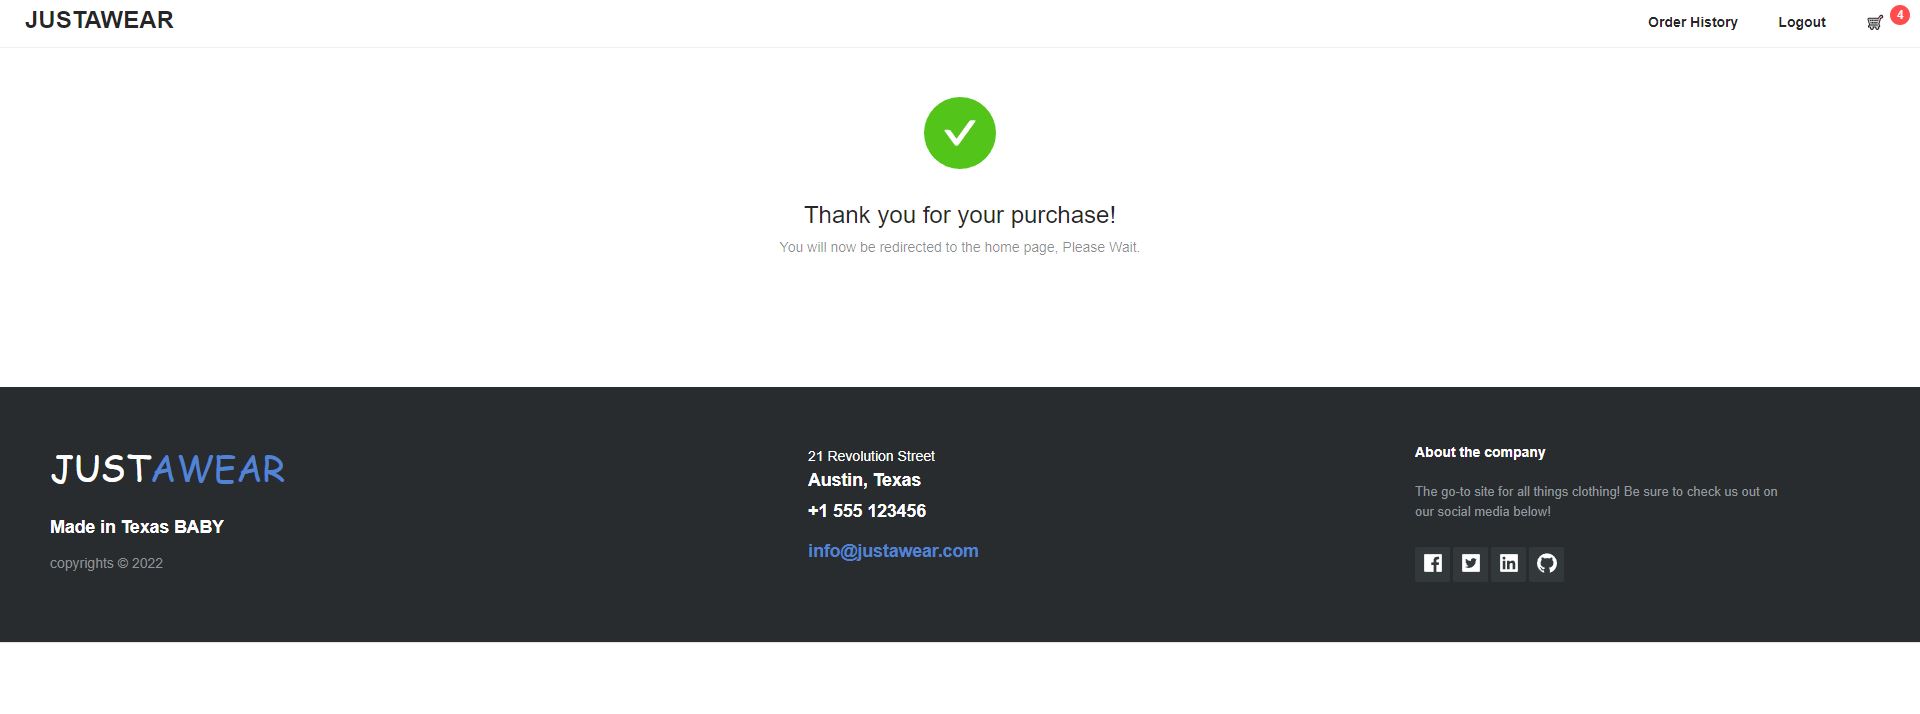 JUSTAWEAR
Order History
Logout
4
Thank you for your purchase!
You will now be redirected to the home page, Please Wait.
JUSTAWEAR
Made in Texas BABY
copyrights © 2022
21 Revolution Street
Austin, Texas
+1 555 123456
info@justawear.com
About the company
The go-to site for all things clothing! Be sure to check us out on
our social media below!